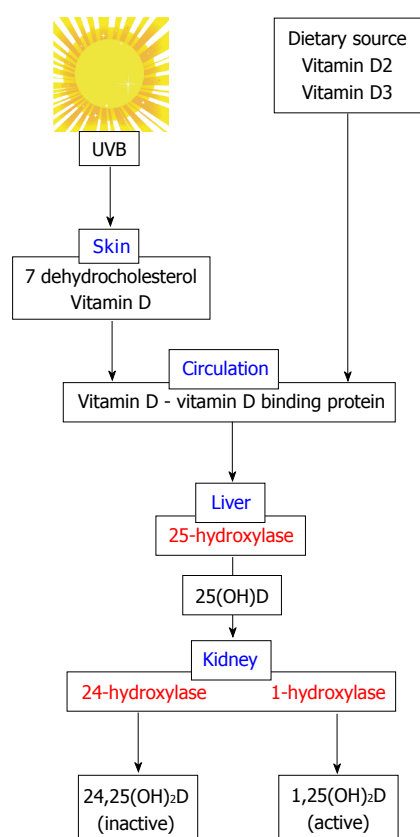 Dietary source
Vitamin D2
Vitamin D3
UVB
Skin
7 dehydrocholesterol
Vitamin D
Circulation
Vitamin D - vitamin D binding protein
Liver
25-hydroxylase
25(OH)D
Kidney
24-hydroxylase 1-hydroxylase
24,25(OH)₂D
(inactive)
1,25(OH)₂D
(active)